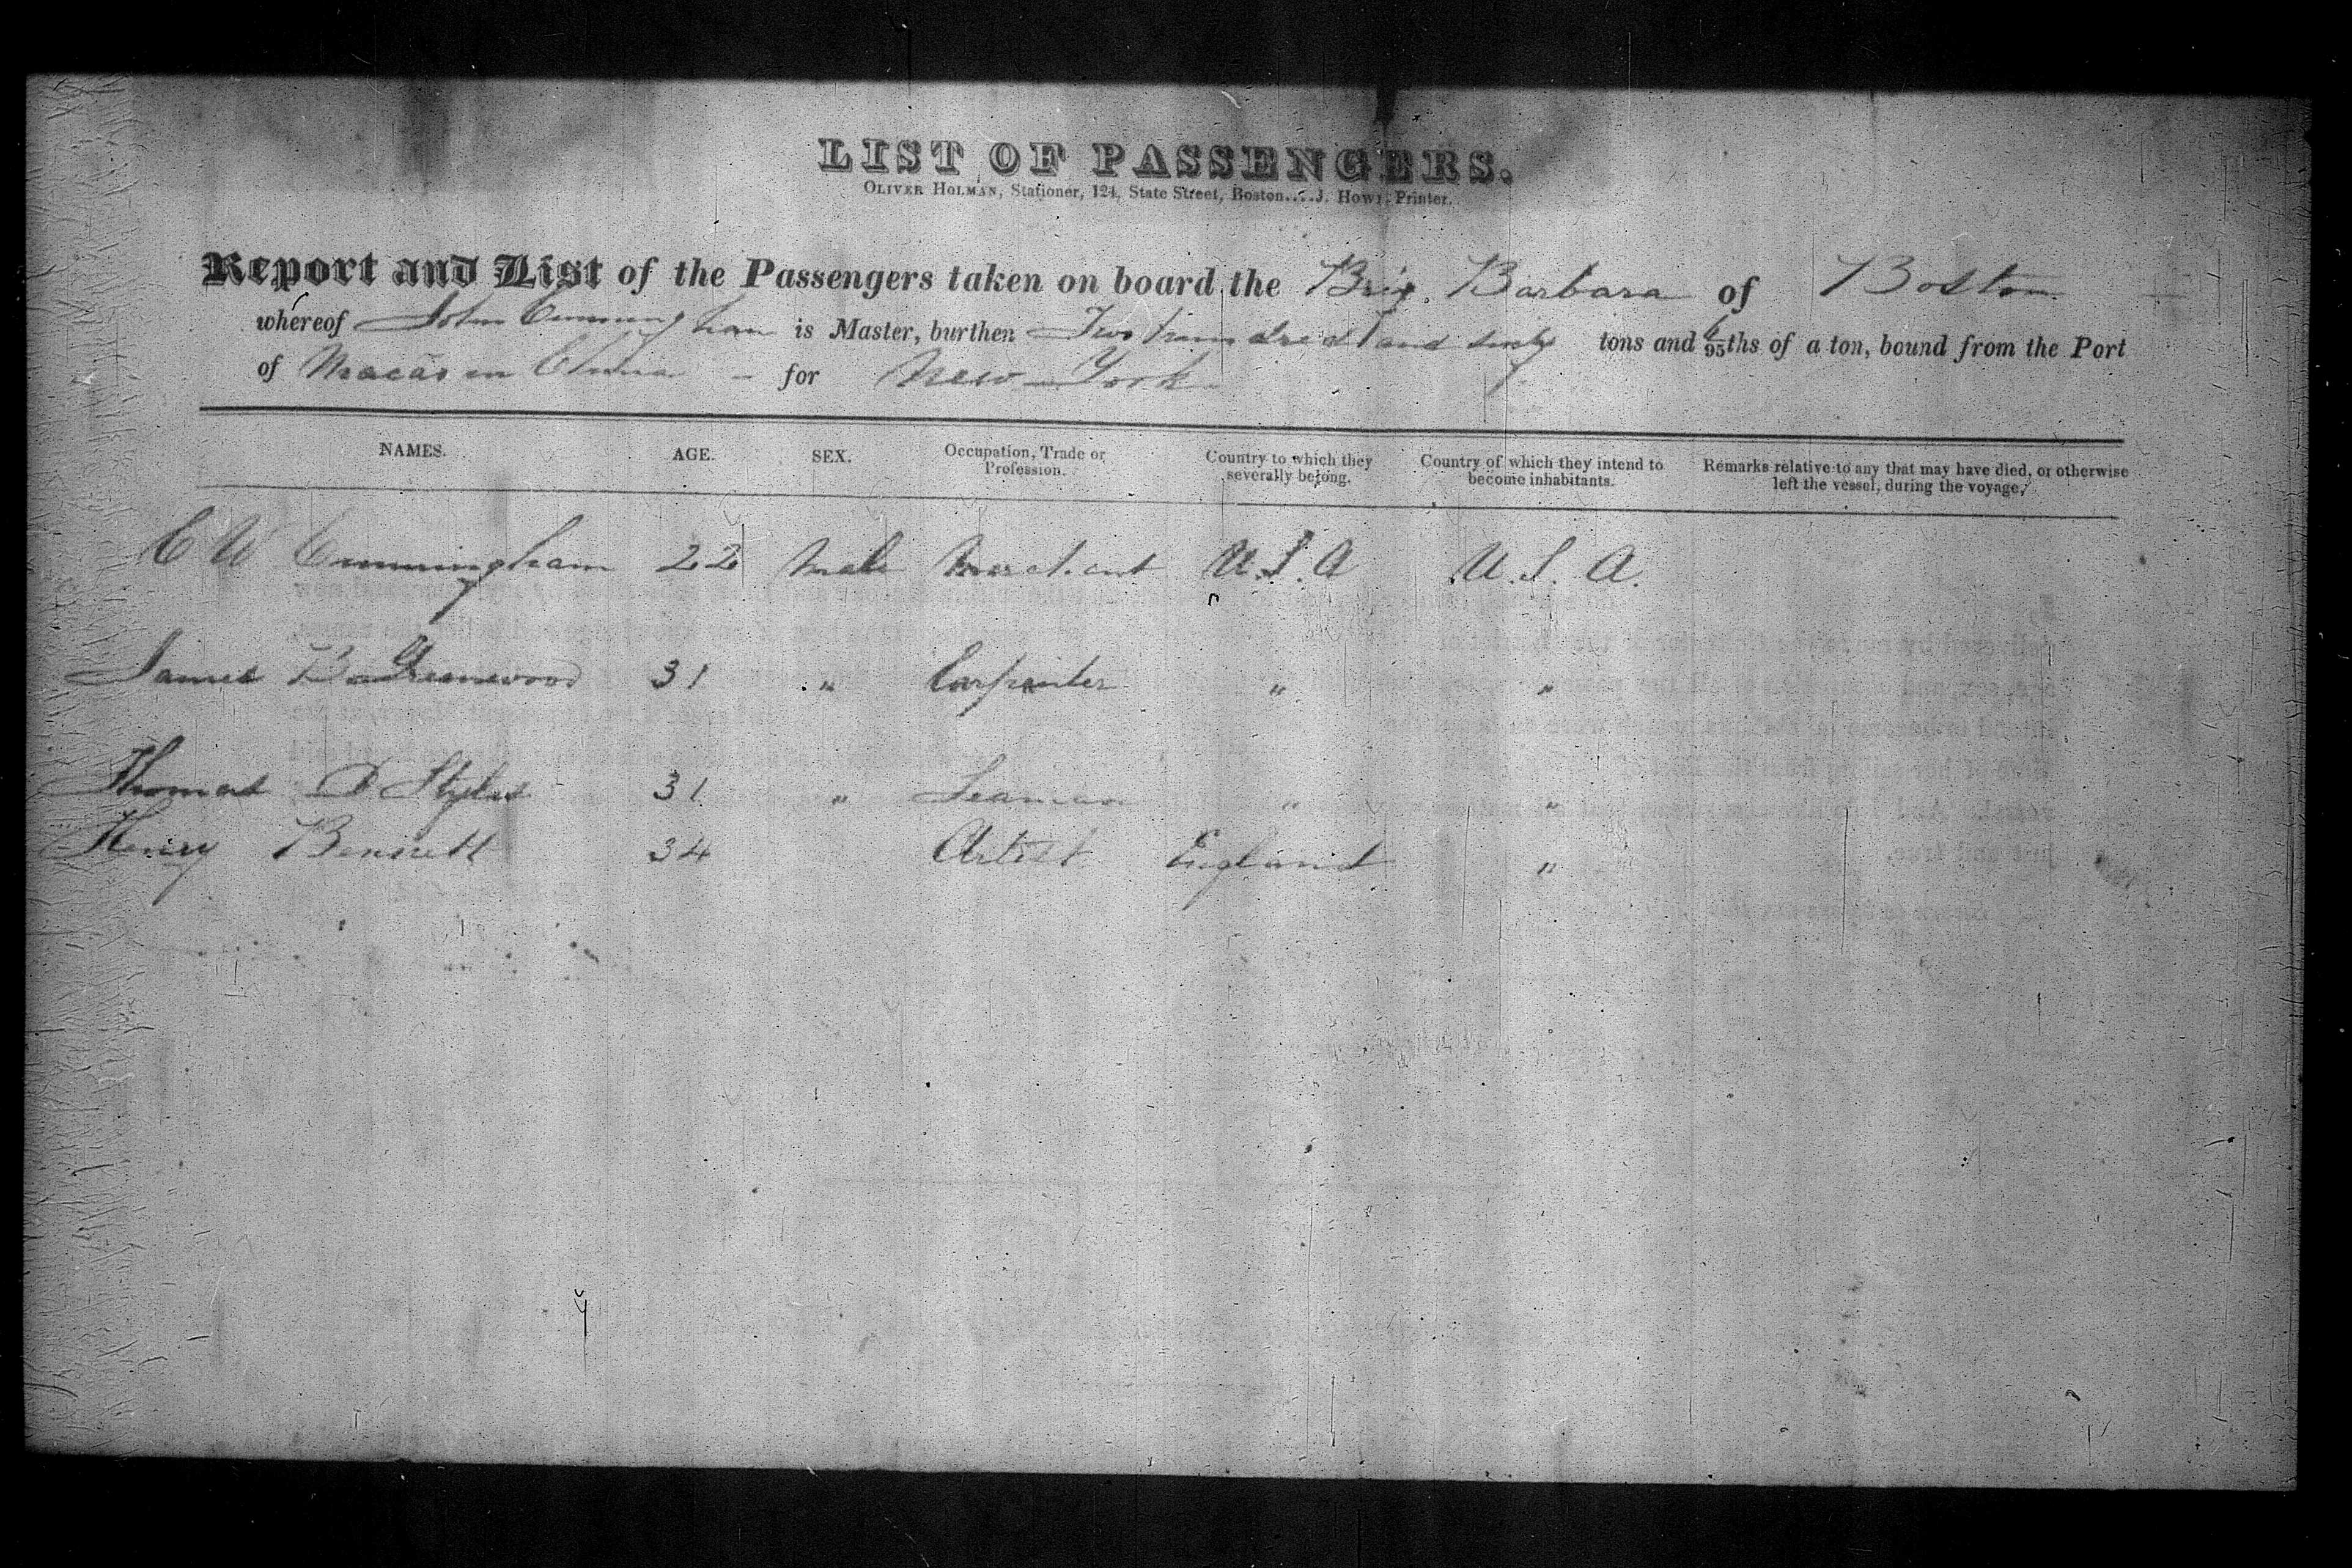 LIST OF PASSENGERS.
OLIVER HOLMAN, Stationer, 124, State Street, Boston....J. HOWE, Printer.
Report and List of the Passengers taken on board the Brig Barbara of Boston
whereof John Cunningham is Master, burthen Two hundred and sixty tons and /95ths of a ton, bound from the Port
of Macao in China - for New York
NAMES. AGE. SEX. Occupation, Trade or Profession. Country to which they severally belong. Country of which they intend to become inhabitants. Remarks relative to any that may have died, or otherwise left the vessel, during the voyage.
E W Cunningham 22 Male Merchant U.S.A U.S.A.
James B Greenwood 31 " Carpenter " "
Thomas D Styles 31 " Seaman " "
Henry Bennett 34 Artist England "